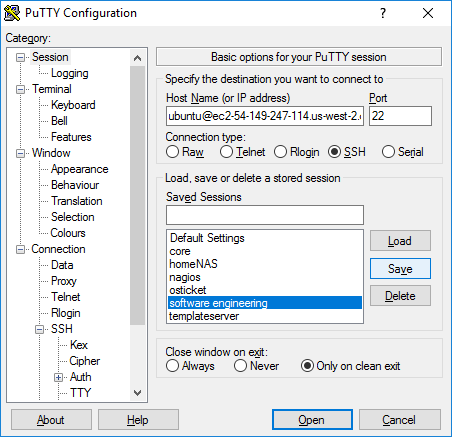 PuTTY Configuration
?
Category:
Session
Logging
Terminal
Keyboard
Bell
Features
Window
Appearance
Behaviour
Translation
Selection
Colours
Connection
Data
Proxy
Telnet
Rlogin
SSH
Kex
Cipher
Auth
TTY
Basic options for your PuTTY session
Specify the destination you want to connect to
Host Name (or IP address) Port
ubuntu@ec2-54-149-247-114.us-west-2. 22
Connection type:
Raw Telnet Rlogin SSH Serial
Load, save or delete a stored session
Saved Sessions
Default Settings
core
homeNAS
nagios
osticket
software engineering
templateserver
Load
Save
Delete
Close window on exit:
Always Never Only on clean exit
About Help Open Cancel